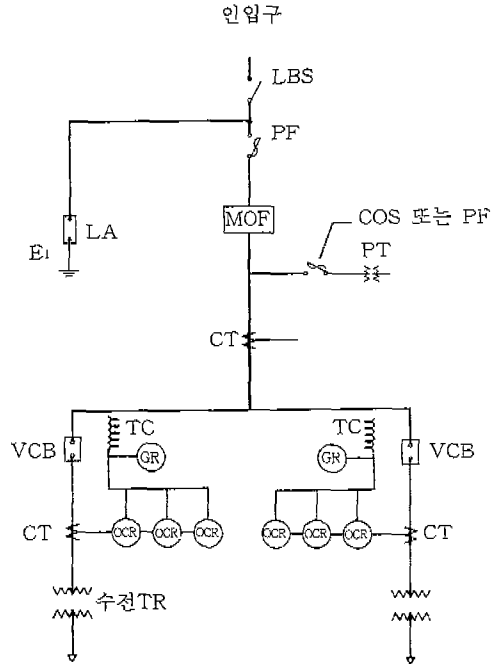 인입구
LBS
PF
LA
E₁
MOF
COS 또는 PF
PT
CT
TC
TC
VCB
VCB
GR
GR
CT
OCR OCR OCR
OCR OCR OCR
CT
수전TR